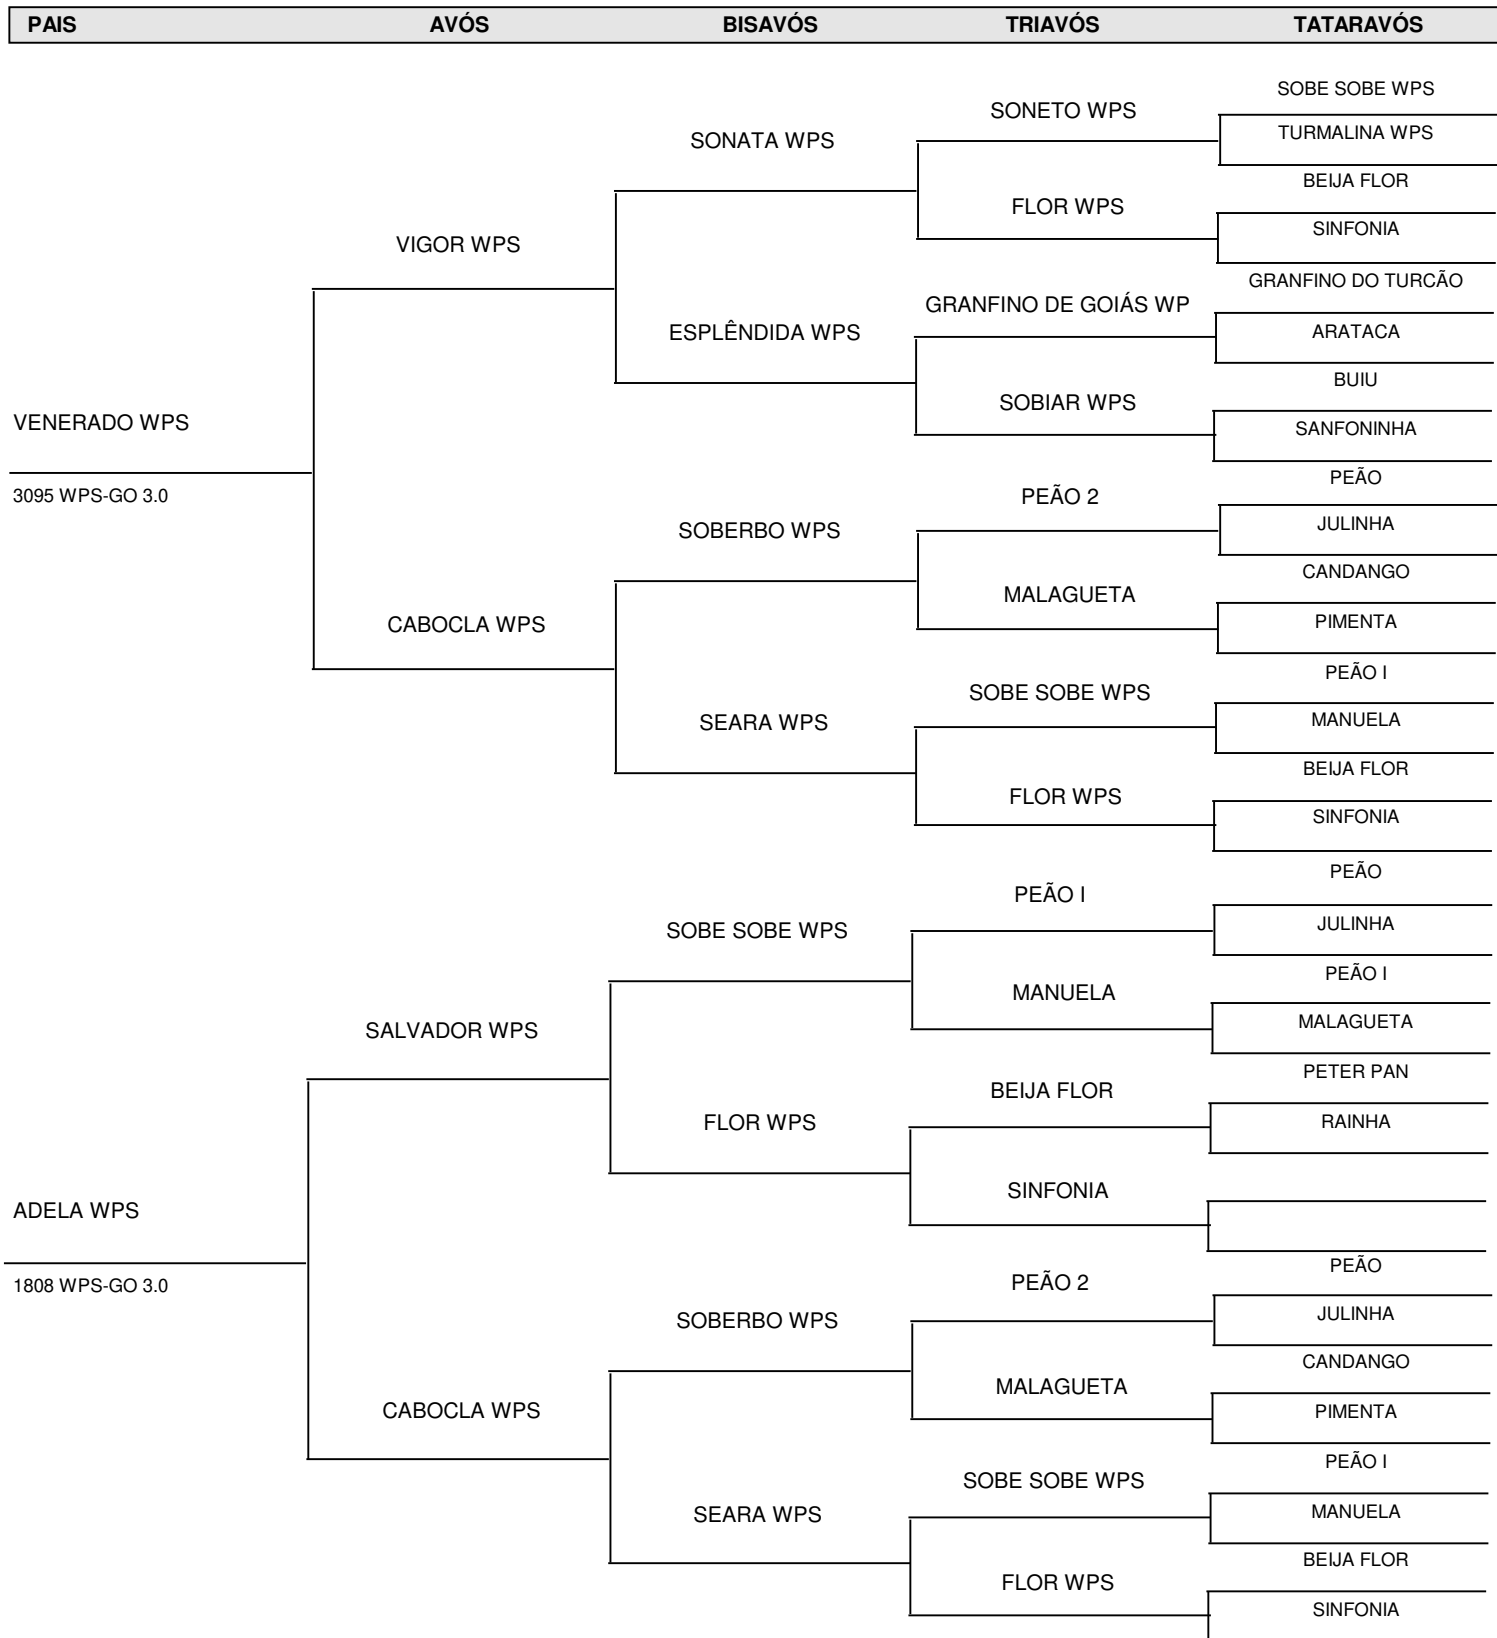 PAIS AVÓS BISAVÓS TRIAVÓS TATARAVÓS
SOBE SOBE WPS
SONETO WPS
TURMALINA WPS
SONATA WPS
BEIJA FLOR
FLOR WPS
SINFONIA
VIGOR WPS
GRANFINO DO TURCÃO
GRANFINO DE GOIÁS WP
ARATACA
ESPLÊNDIDA WPS
BUIU
SOBIAR WPS
VENERADO WPS
SANFONINHA
PEÃO
3095 WPS-GO 3.0
PEÃO 2
JULINHA
SOBERBO WPS
CANDANGO
MALAGUETA
PIMENTA
CABOCLA WPS
PEÃO I
SOBE SOBE WPS
MANUELA
SEARA WPS
BEIJA FLOR
FLOR WPS
SINFONIA
PEÃO
PEÃO I
JULINHA
SOBE SOBE WPS
PEÃO I
MANUELA
MALAGUETA
SALVADOR WPS
PETER PAN
BEIJA FLOR
RAINHA
FLOR WPS
SINFONIA
ADELA WPS
PEÃO
1808 WPS-GO 3.0
PEÃO 2
JULINHA
SOBERBO WPS
CANDANGO
MALAGUETA
PIMENTA
CABOCLA WPS
PEÃO I
SOBE SOBE WPS
MANUELA
SEARA WPS
BEIJA FLOR
FLOR WPS
SINFONIA